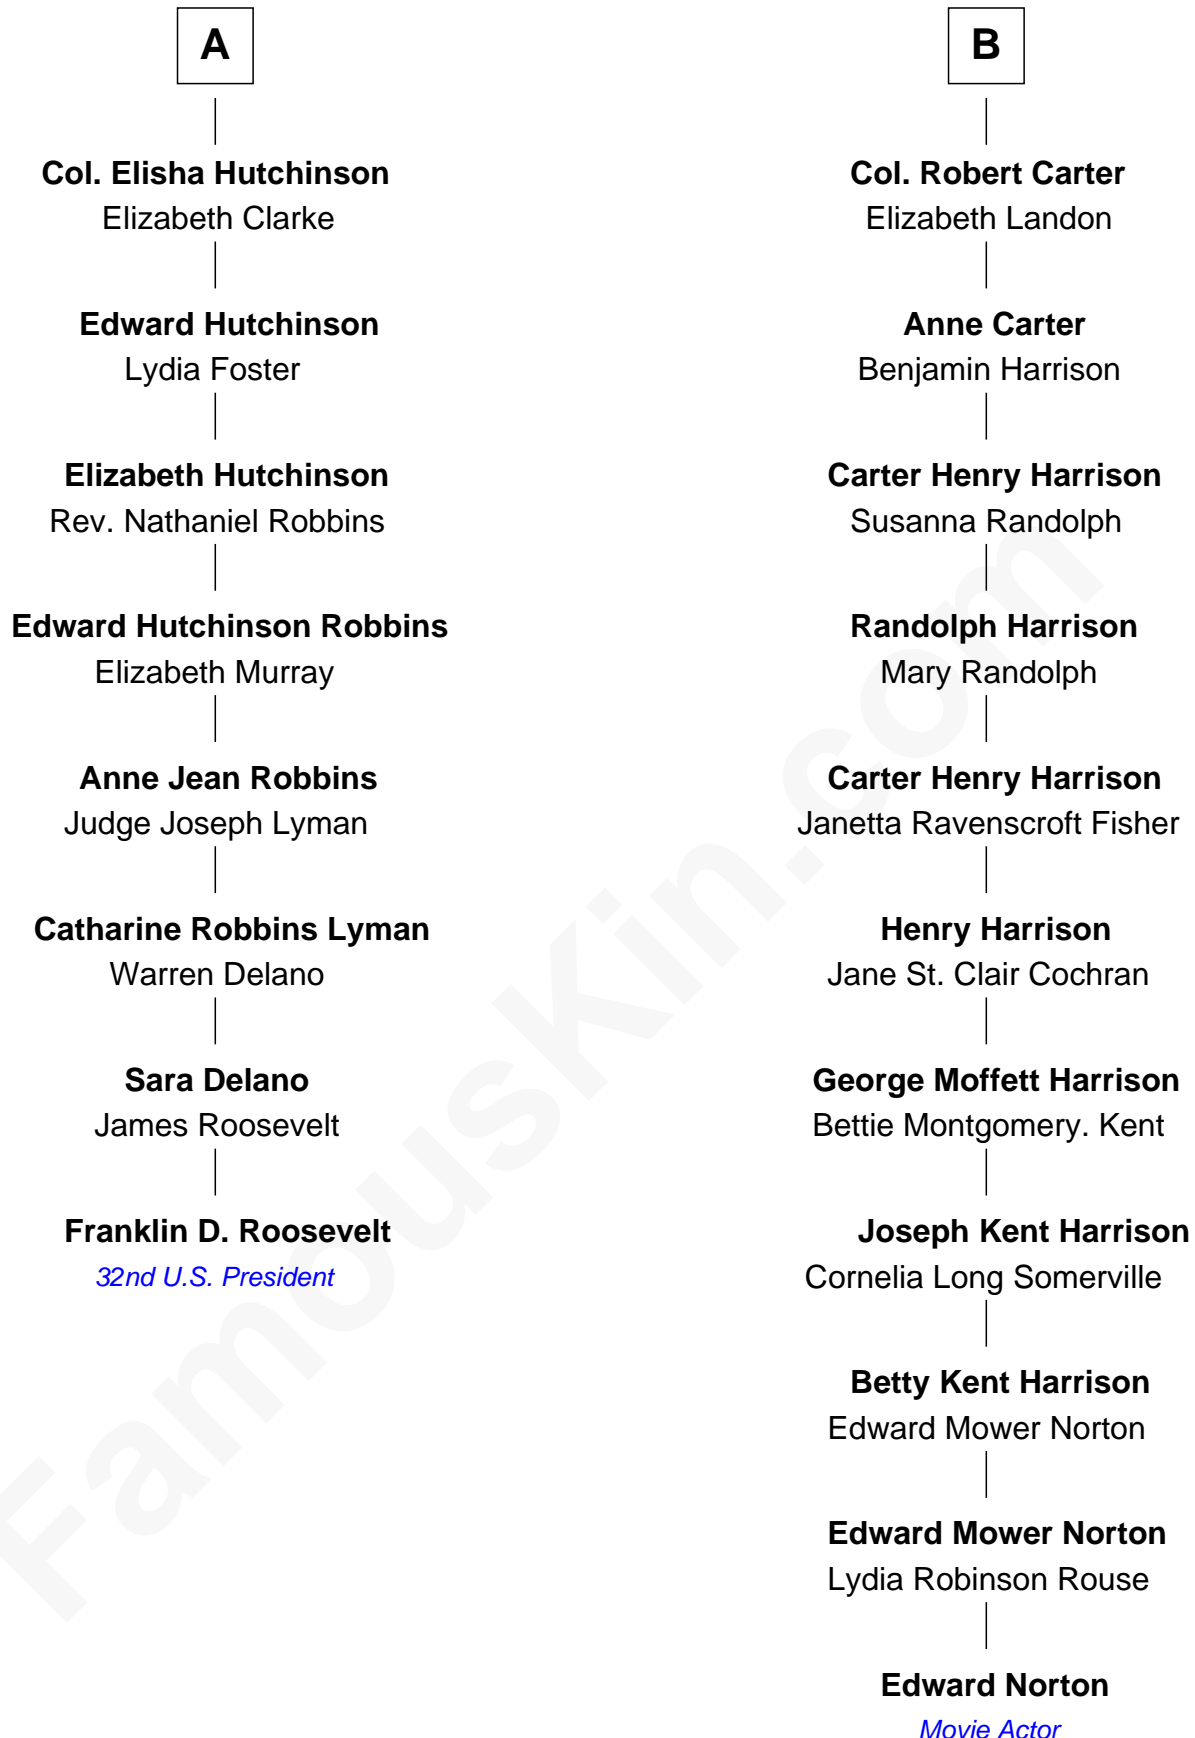 A
Col. Elisha Hutchinson
Elizabeth Clarke
Edward Hutchinson
Lydia Foster
Elizabeth Hutchinson
Rev. Nathaniel Robbins
Edward Hutchinson Robbins
Elizabeth Murray
Anne Jean Robbins
Judge Joseph Lyman
Catharine Robbins Lyman
Warren Delano
Sara Delano
James Roosevelt
Franklin D. Roosevelt
32nd U.S. President
B
Col. Robert Carter
Elizabeth Landon
Anne Carter
Benjamin Harrison
Carter Henry Harrison
Susanna Randolph
Randolph Harrison
Mary Randolph
Carter Henry Harrison
Janetta Ravenscroft Fisher
Henry Harrison
Jane St. Clair Cochran
George Moffett Harrison
Bettie Montgomery. Kent
Joseph Kent Harrison
Cornelia Long Somerville
Betty Kent Harrison
Edward Mower Norton
Edward Mower Norton
Lydia Robinson Rouse
Edward Norton
Movie Actor
FamousKin.com